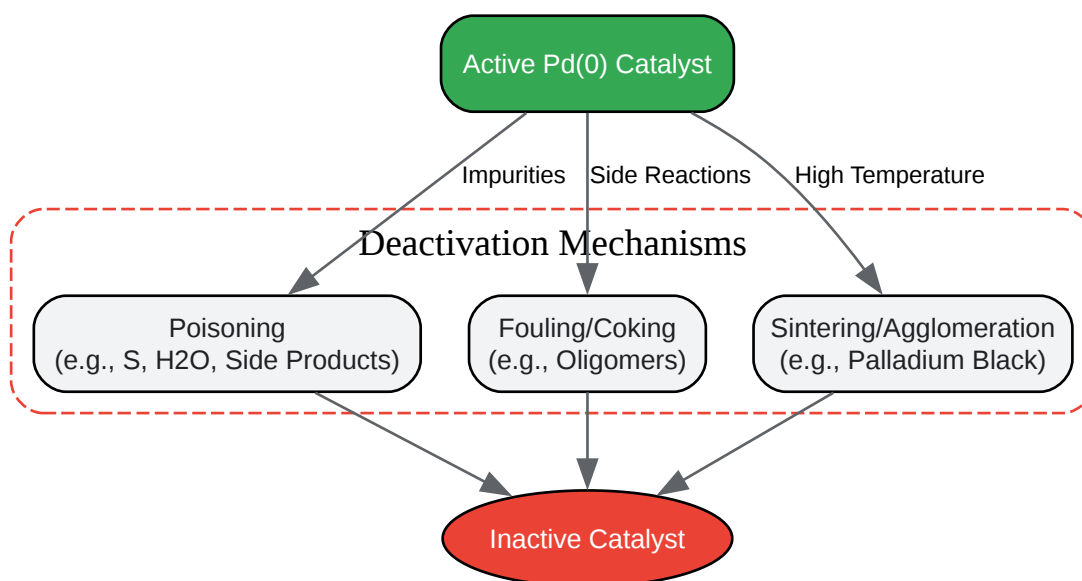 Active Pd(0) Catalyst
Impurities
Side Reactions
High Temperature
Deactivation Mechanisms
Poisoning
(e.g., S, H2O, Side Products)
Fouling/Coking
(e.g., Oligomers)
Sintering/Agglomeration
(e.g., Palladium Black)
Inactive Catalyst